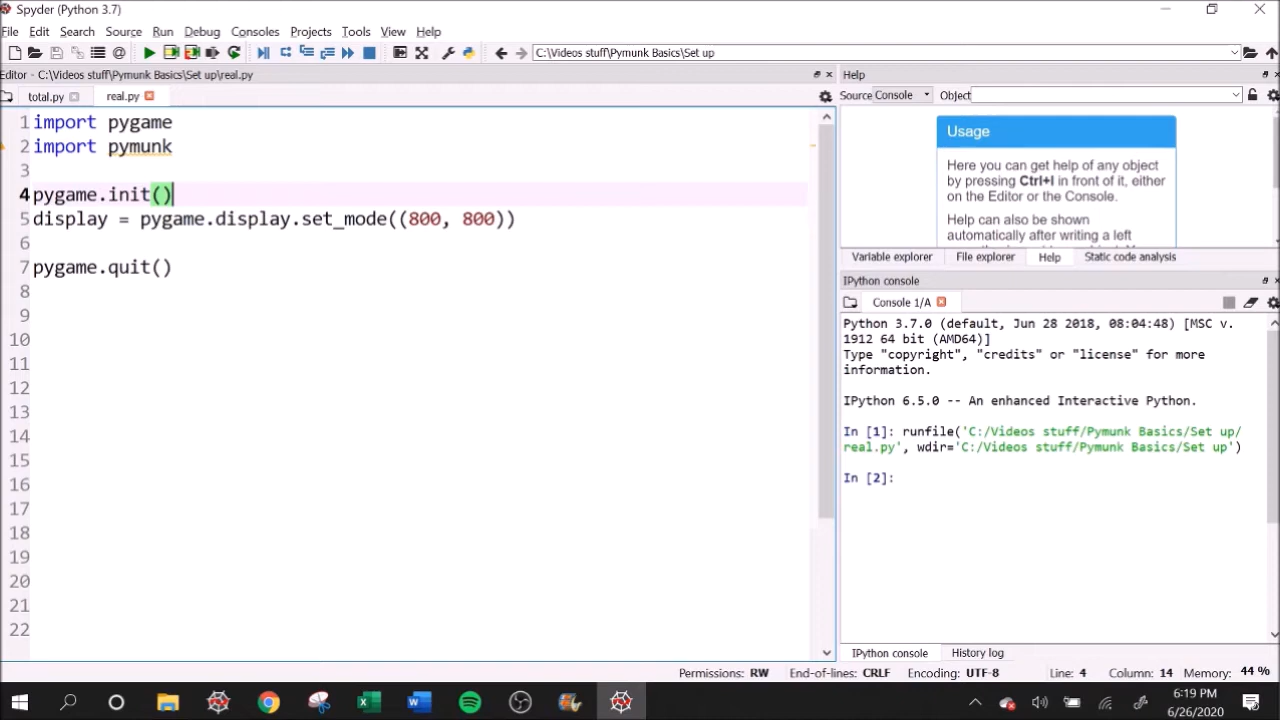 Spyder (Python 3.7)
File Edit Search Source Run Debug Consoles Projects Tools View Help
C:\Videos stuff\Pymunk Basics\Set up
Editor - C:\Videos stuff\Pymunk Basics\Set up\real.py
Help
total.py
real.py
Source Console Object
1 import pygame
2 import pymunk
3
4 pygame.init()
5 display = pygame.display.set_mode((800, 800))
6
7 pygame.quit()
8
9
10
11
12
13
14
15
16
17
18
19
20
21
22
Usage
Here you can get help of any object
by pressing Ctrl+I in front of it, either
on the Editor or the Console.
Help can also be shown
automatically after writing a left
Variable explorer File explorer Help Static code analysis
IPython console
Console 1/A
Python 3.7.0 (default, Jun 28 2018, 08:04:48) [MSC v.
1912 64 bit (AMD64)]
Type "copyright", "credits" or "license" for more
information.
IPython 6.5.0 -- An enhanced Interactive Python.
In [1]: runfile('C:/Videos stuff/Pymunk Basics/Set up/
real.py', wdir='C:/Videos stuff/Pymunk Basics/Set up')
In [2]:
IPython console History log
Permissions: RW End-of-lines: CRLF Encoding: UTF-8 Line: 4 Column: 14 Memory: 44 %
6:19 PM
6/26/2020